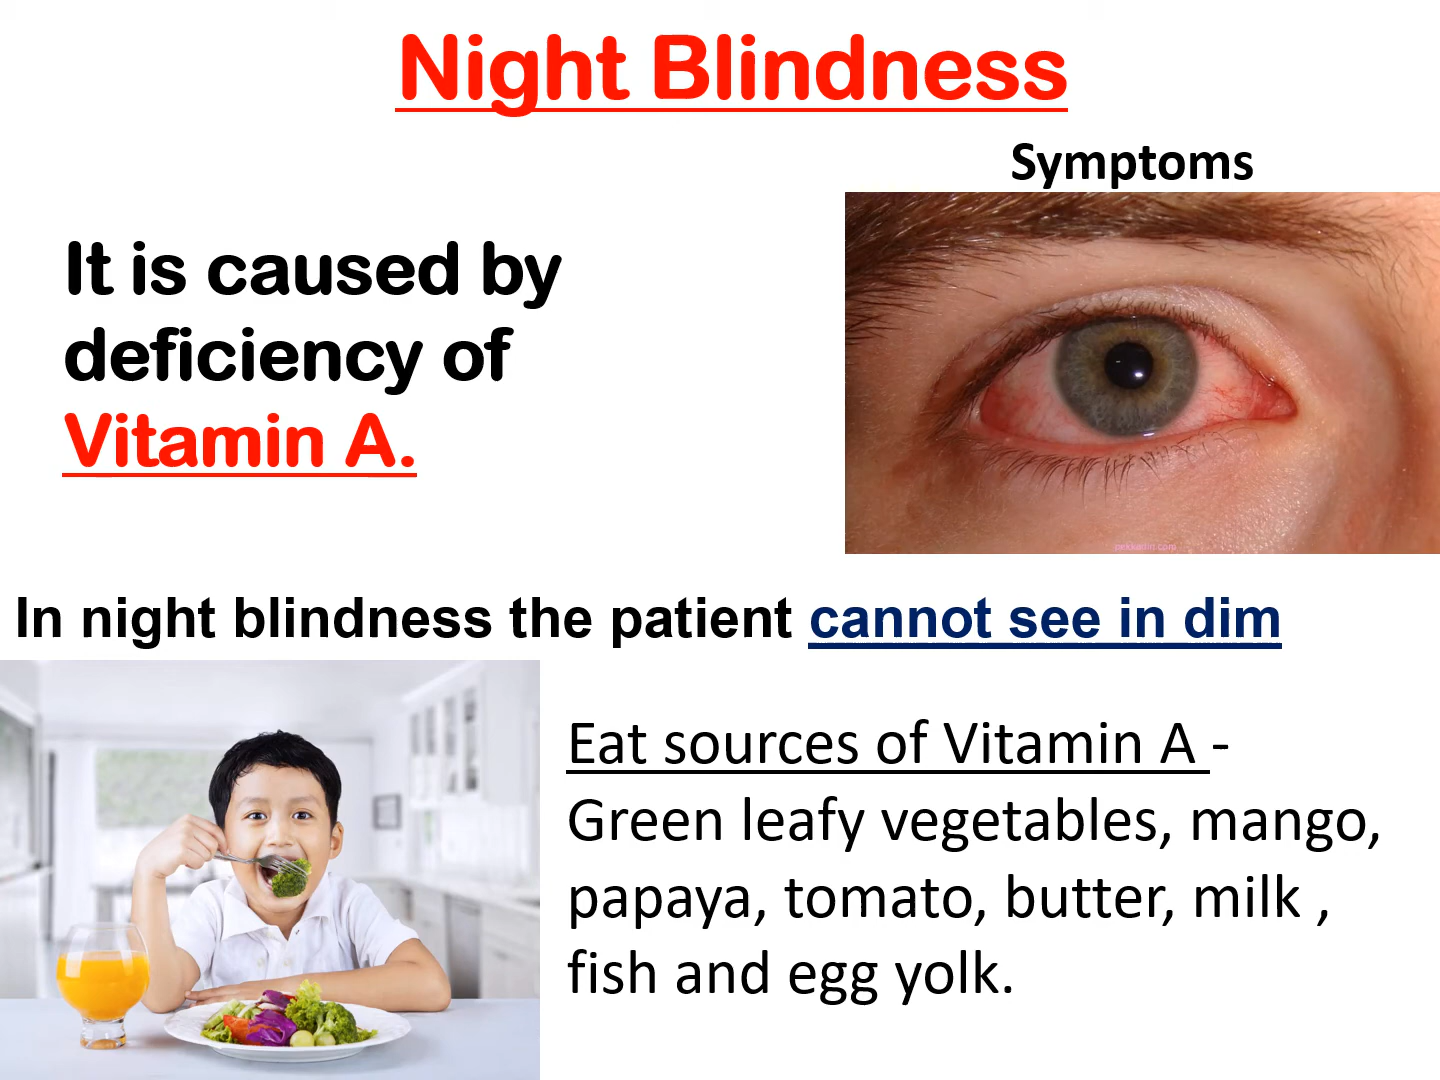 Night Blindness
Symptoms
It is caused by
deficiency of
Vitamin A.
In night blindness the patient cannot see in dim
Eat sources of Vitamin A -
Green leafy vegetables, mango,
papaya, tomato, butter, milk ,
fish and egg yolk.